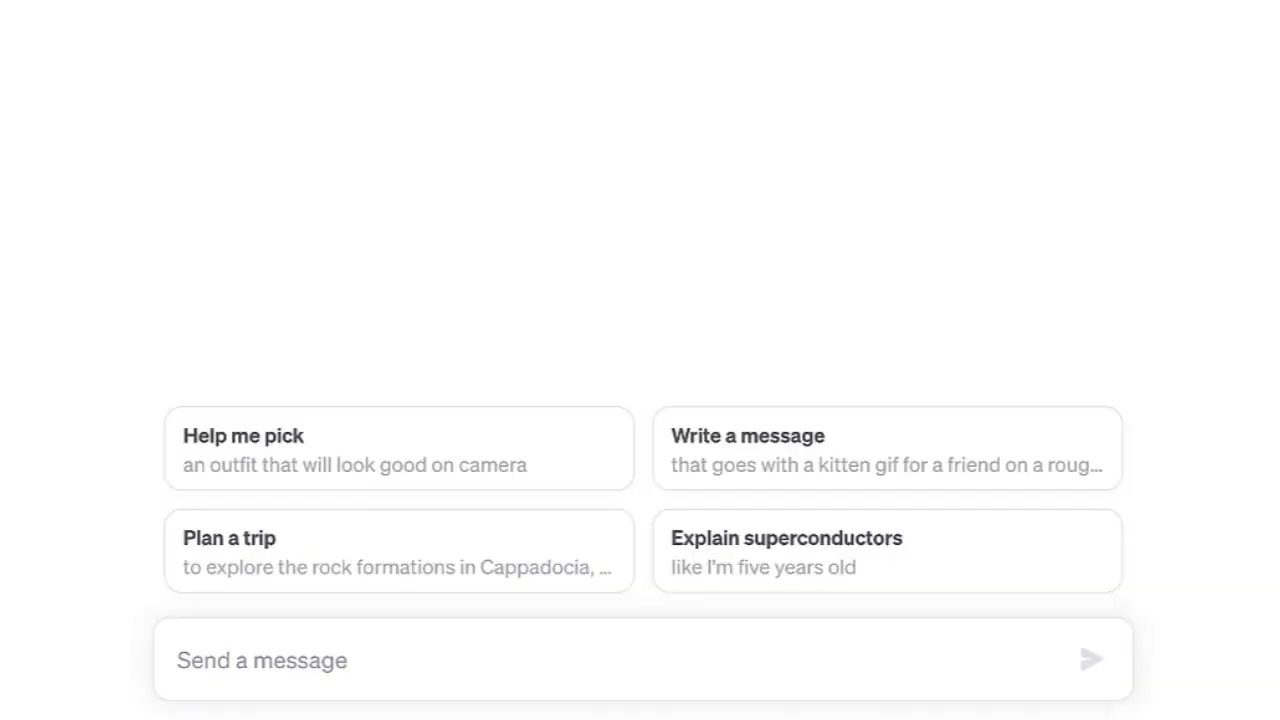 Help me pick
an outfit that will look good on camera
Write a message
that goes with a kitten gif for a friend on a roug...
Plan a trip
to explore the rock formations in Cappadocia, ...
Explain superconductors
like I'm five years old
Send a message